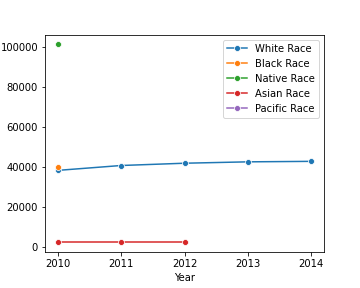 100000
80000
60000
40000
20000
0
2010 2011 2012 2013 2014
Year
White Race
Black Race
Native Race
Asian Race
Pacific Race